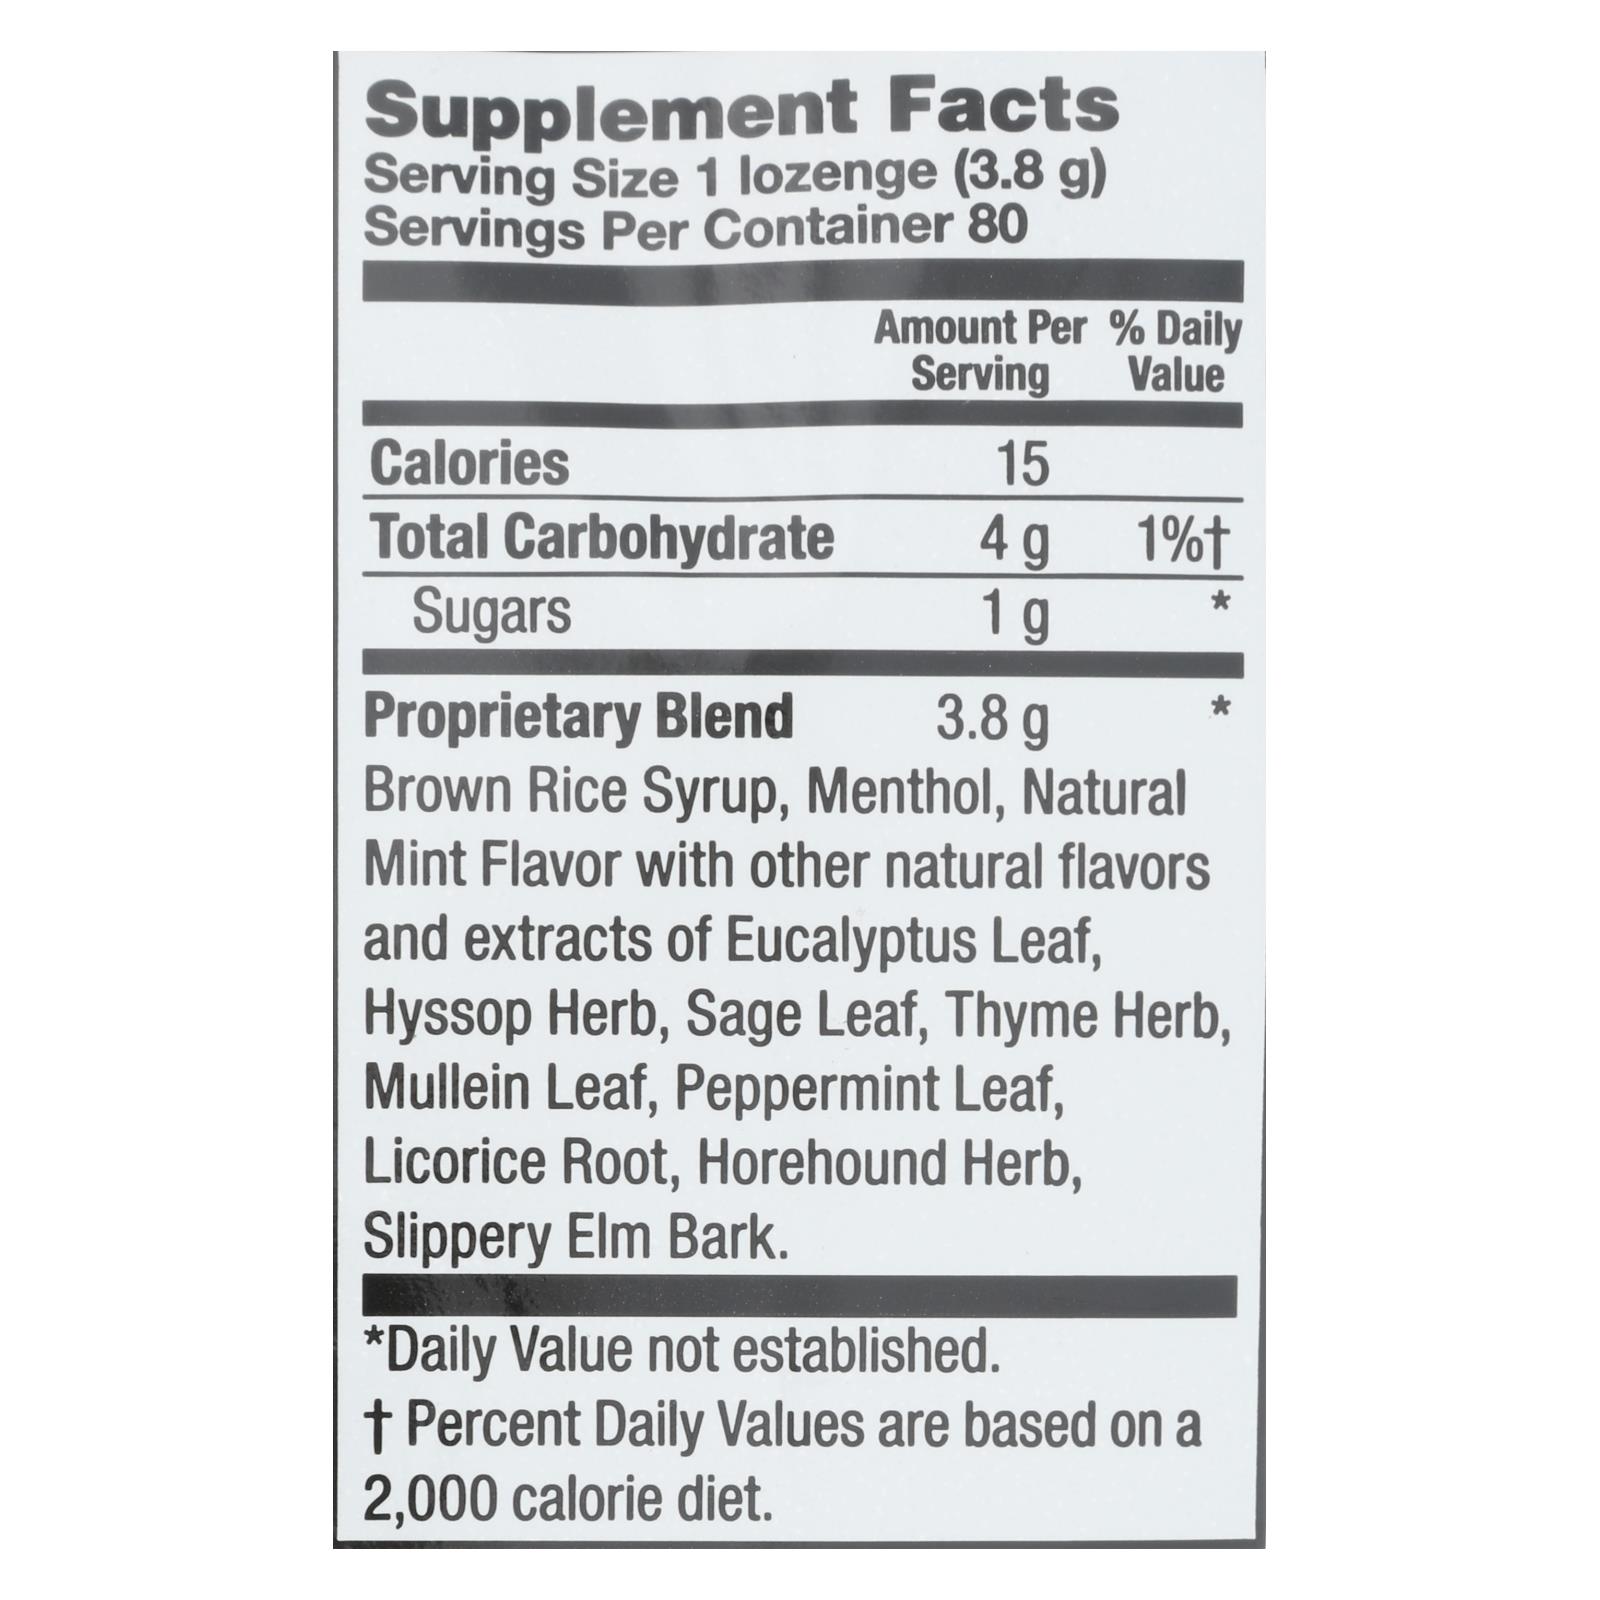 Supplement Facts
Serving Size 1 lozenge (3.8 g)
Servings Per Container 80
Amount Per % Daily
Serving Value
Calories 15
Total Carbohydrate 4 g 1%†
Sugars 1 g *
Proprietary Blend 3.8 g *
Brown Rice Syrup, Menthol, Natural
Mint Flavor with other natural flavors
and extracts of Eucalyptus Leaf,
Hyssop Herb, Sage Leaf, Thyme Herb,
Mullein Leaf, Peppermint Leaf,
Licorice Root, Horehound Herb,
Slippery Elm Bark.
*Daily Value not established.
† Percent Daily Values are based on a
2,000 calorie diet.